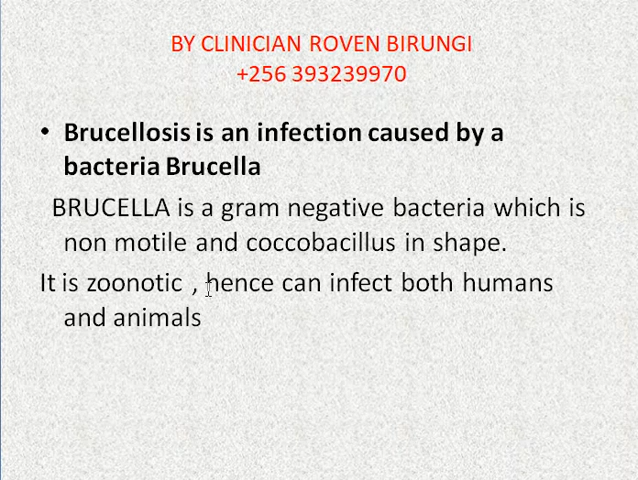 BY CLINICIAN ROVEN BIRUNGI
+256 393239970
• Brucellosis is an infection caused by a
bacteria Brucella
BRUCELLA is a gram negative bacteria which is
non motile and coccobacillus in shape.
It is zoonotic , hence can infect both humans
and animals